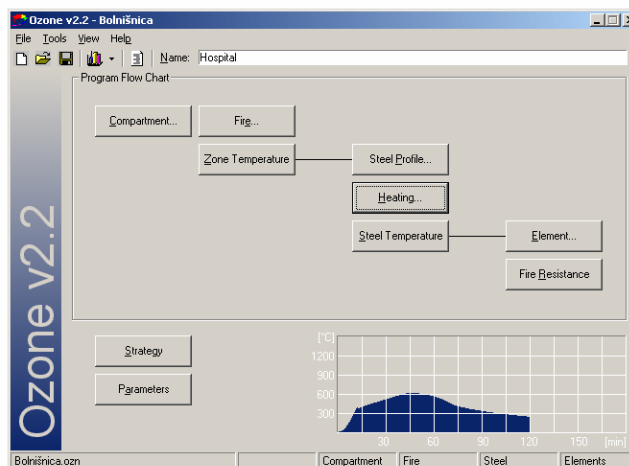 Ozone v2.2 - Bolnišnica
File Tools View Help
Name: Hospital
Program Flow Chart
Compartment... Fire...
Zone Temperature Steel Profile...
Heating...
Steel Temperature Element...
Fire Resistance
Strategy
Parameters
Ozone v2.2
[°C]
1200
900
600
300
30 60 90 120 150 [min]
Bolnišnica.ozn Compartment Fire Steel Elements